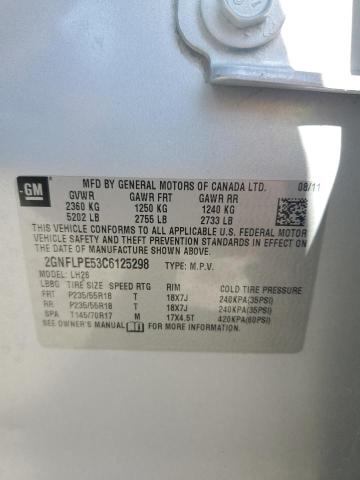 GM
MFD BY GENERAL MOTORS OF CANADA LTD. 08/11
GVWR GAWR FRT GAWR RR
2360 KG 1250 KG 1240 KG
5202 LB 2755 LB 2733 LB
THIS VEHICLE CONFORMS TO ALL APPLICABLE U.S. FEDERAL
MOTOR VEHICLE SAFETY AND THEFT PREVENTION STANDARDS
IN EFFECT ON THE DATE OF MANUFACTURE SHOWN ABOVE.
2GNFLPE53C6125298 TYPE: M.P.V.
MODEL: LH26
LBBG TIRE SIZE SPEED RTG RIM COLD TIRE PRESSURE
FRT P235/55R18 T 18X7J 240KPA(35PSI)
RR P235/55R18 T 18X7J 240KPA(35PSI)
SPA T145/70R17 M 17X4.5T 420KPA(60PSI)
SEE OWNER'S MANUAL FOR MORE INFORMATION.